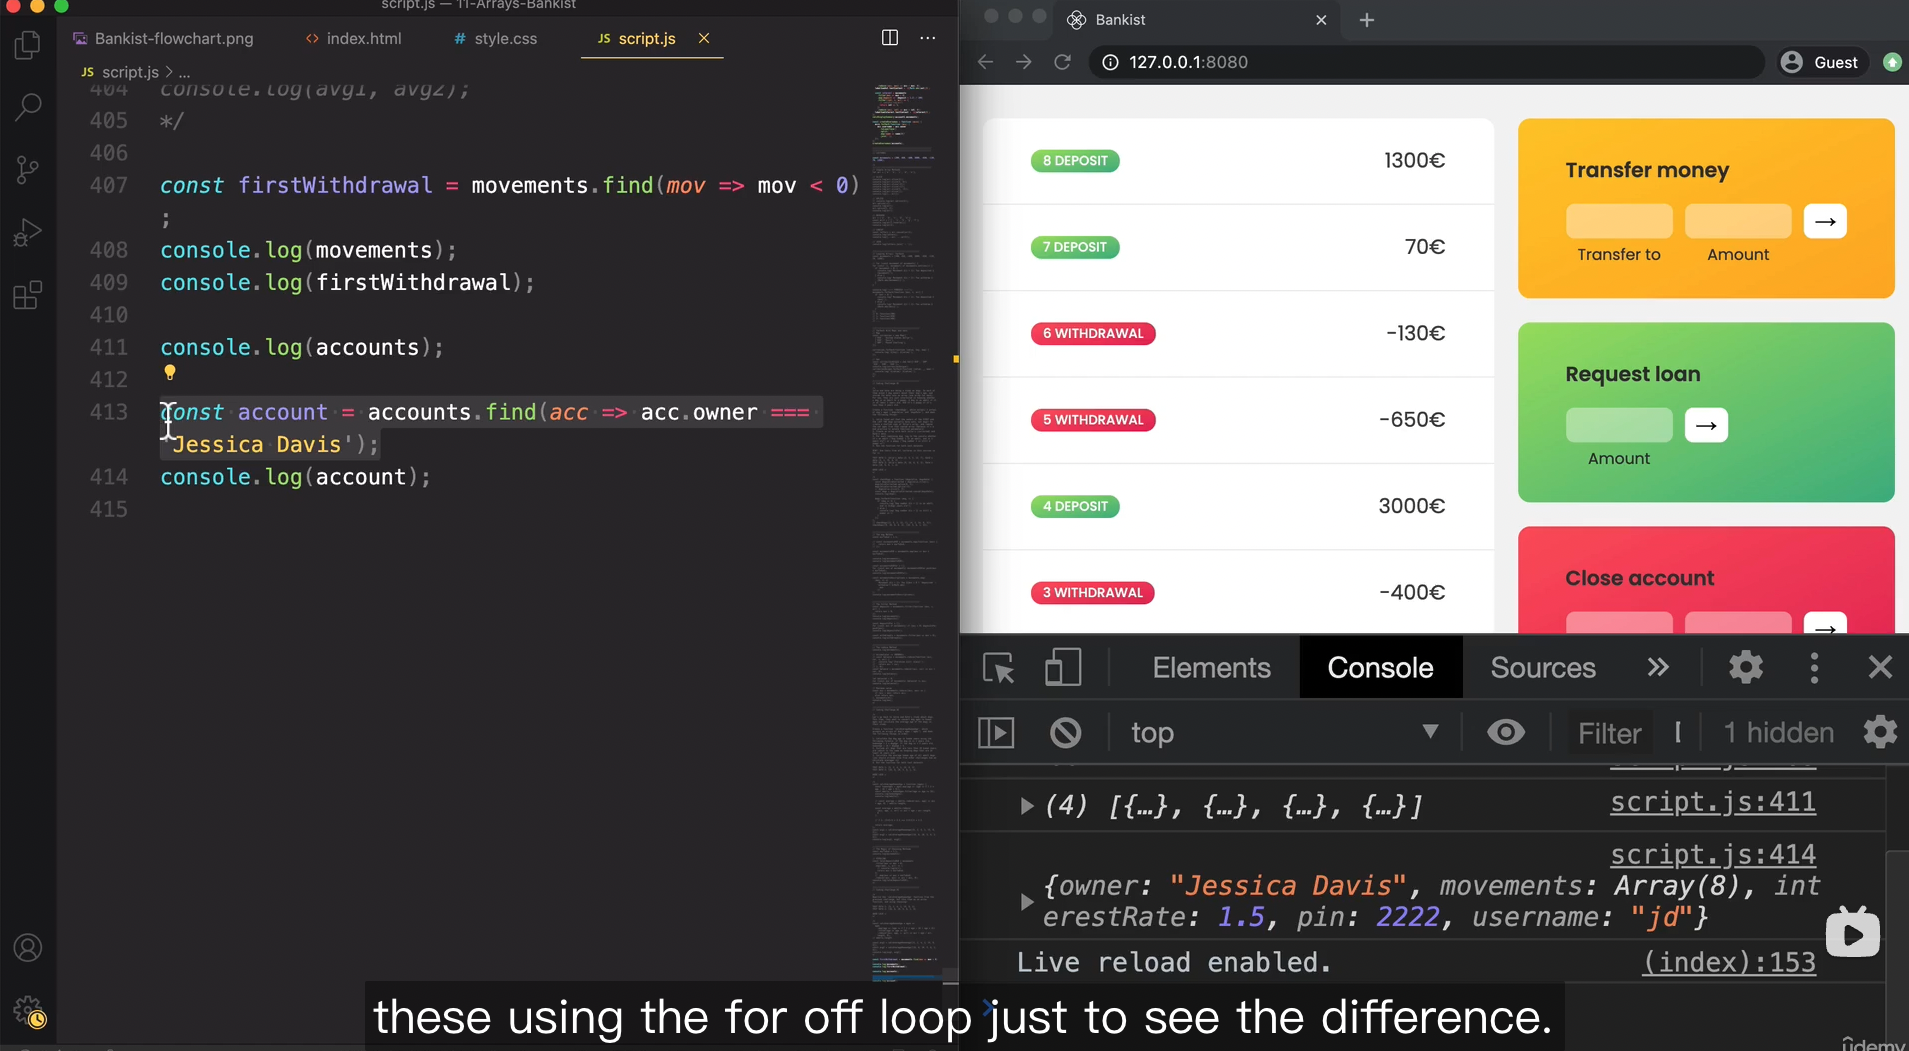 script.js — 11-Arrays-Bankist
Bankist-flowchart.png
<> index.html
# style.css
JS script.js
JS script.js > ...
404 console.log(avg1, avg2);
405 */
406
407 const firstWithdrawal = movements.find(mov => mov < 0)
;
408 console.log(movements);
409 console.log(firstWithdrawal);
410
411 console.log(accounts);
412
413 const account = accounts.find(acc => acc.owner ===
'Jessica Davis');
414 console.log(account);
415
Bankist
127.0.0.1:8080
Guest
8 DEPOSIT 1300€
7 DEPOSIT 70€
6 WITHDRAWAL -130€
5 WITHDRAWAL -650€
4 DEPOSIT 3000€
3 WITHDRAWAL -400€
Transfer money
→
Transfer to Amount
Request loan
→
Amount
Close account
→
Elements Console Sources »
top Filter 1 hidden
(4) [{…}, {…}, {…}, {…}] script.js:411
script.js:414
{owner: "Jessica Davis", movements: Array(8), int
erestRate: 1.5, pin: 2222, username: "jd"}
Live reload enabled. (index):153
these using the for off loop just to see the difference.
udemy